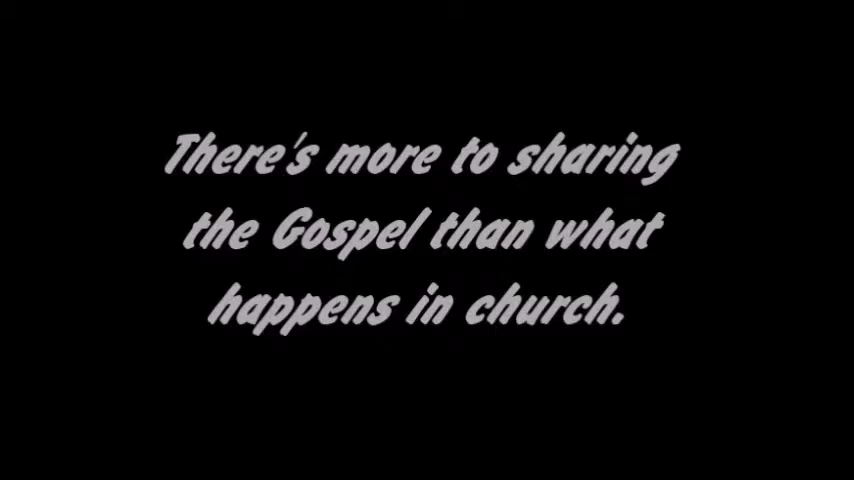 There's more to sharing
the Gospel than what
happens in church.